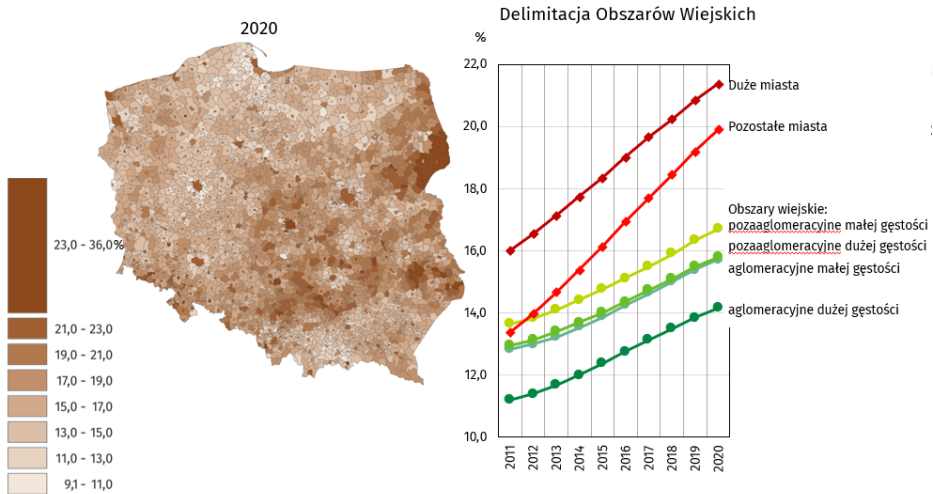 2020
23,0 - 36,0%
21,0 - 23,0
19,0 - 21,0
17,0 - 19,0
15,0 - 17,0
13,0 - 15,0
11,0 - 13,0
9,1 - 11,0
Delimitacja Obszarów Wiejskich
%
22,0
20,0
18,0
16,0
14,0
12,0
10,0
2011
2012
2013
2014
2015
2016
2017
2018
2019
2020
Duże miasta
Pozostałe miasta
Obszary wiejskie:
pozaaglomeracyjne małej gęstości
pozaaglomeracyjne dużej gęstości
aglomeracyjne małej gęstości
aglomeracyjne dużej gęstości